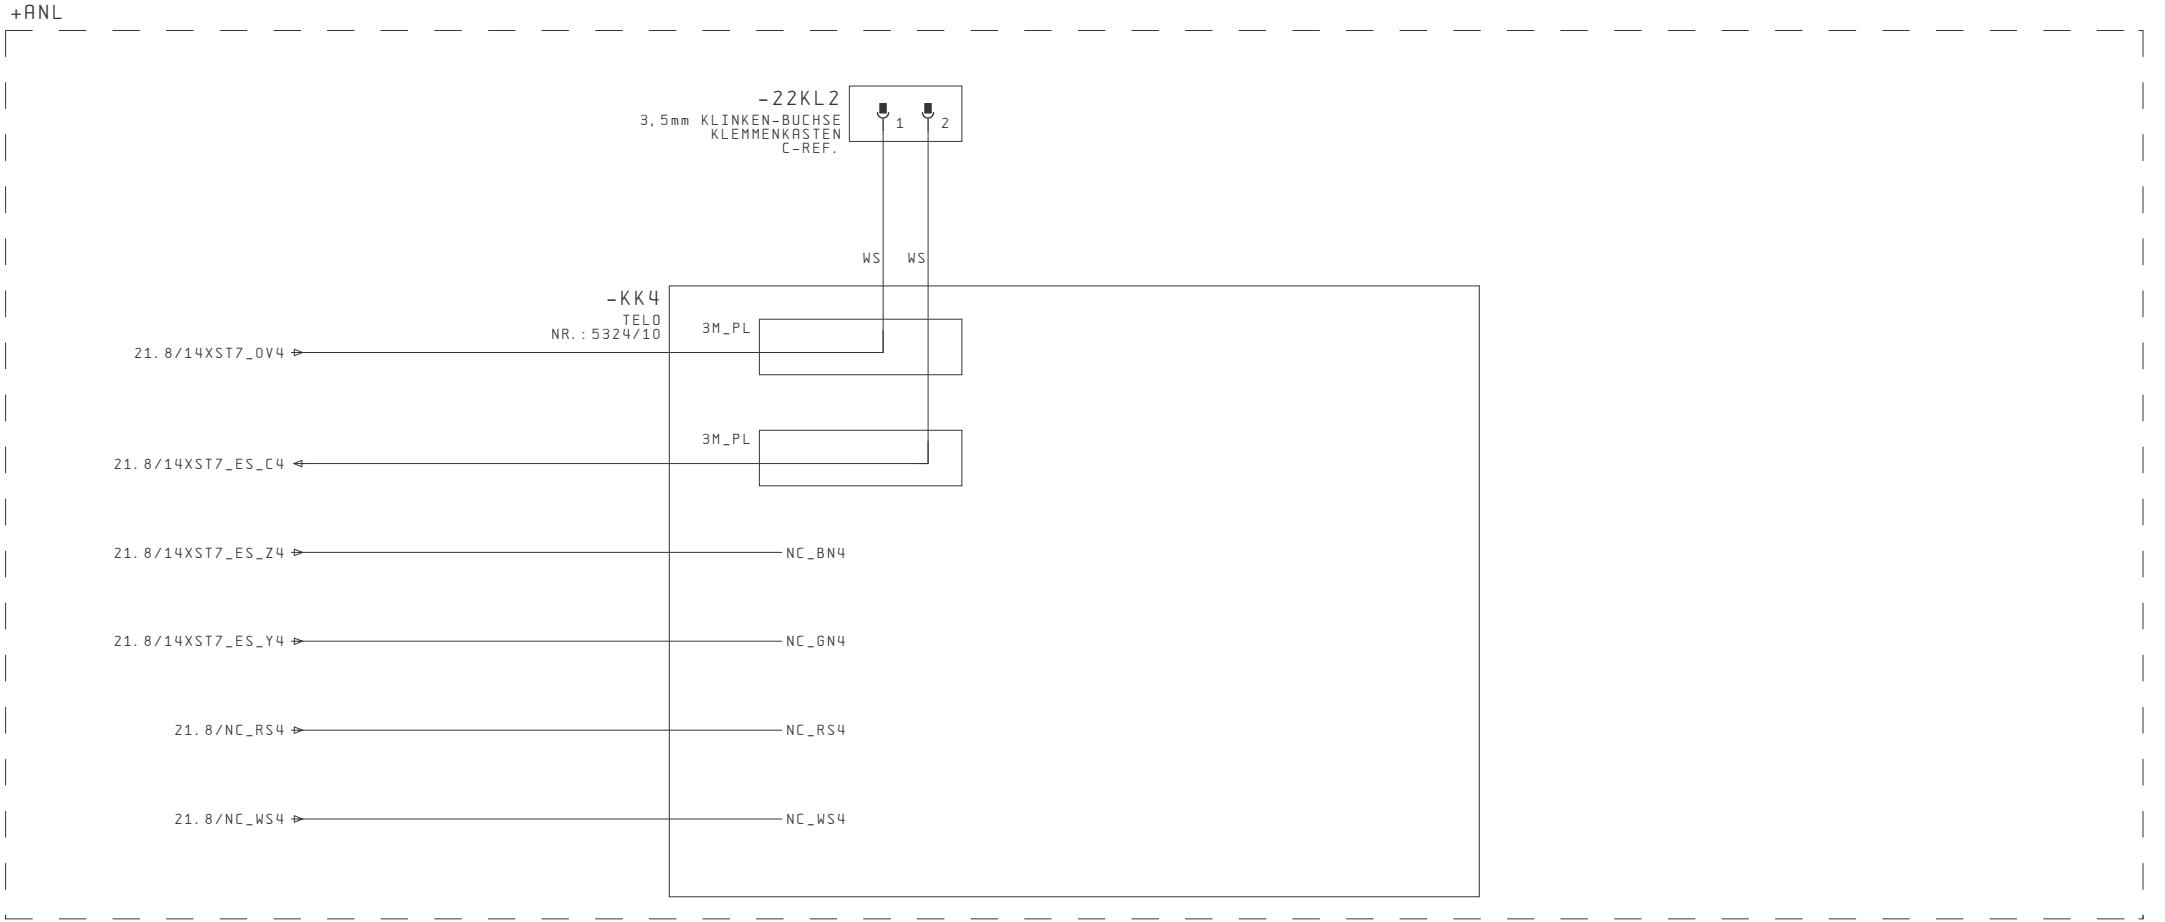 +ANL
-22KL2
3,5mm KLINKEN-BUCHSE
KLEMMENKASTEN
C-REF.
1 2
WS WS
-KK4
TELO
NR.:5324/10
3M_PL
21.8/14XST7_0V4
3M_PL
21.8/14XST7_ES_C4
21.8/14XST7_ES_Z4 NC_BN4
21.8/14XST7_ES_Y4 NC_GN4
21.8/NC_RS4 NC_RS4
21.8/NC_WS4 NC_WS4